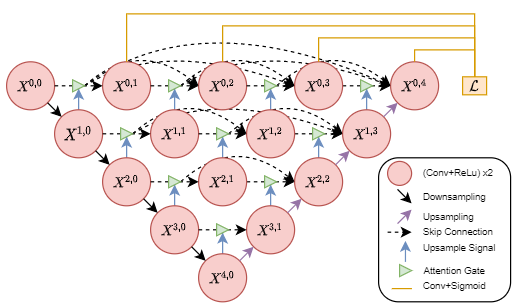 X^{0,0} X^{0,1} X^{0,2} X^{0,3} X^{0,4} ℒ
X^{1,0} X^{1,1} X^{1,2} X^{1,3}
X^{2,0} X^{2,1} X^{2,2}
X^{3,0} X^{3,1}
X^{4,0}
(Conv+ReLu) x2
Downsampling
Upsampling
Skip Connection
Upsample Signal
Attention Gate
Conv+Sigmoid